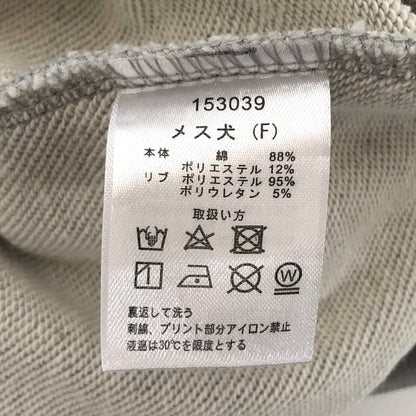 153039
メス犬 (F)
本体 綿 88%
ポリエステル 12%
リブ ポリエステル 95%
ポリウレタン 5%
取扱い方
W
裏返して洗う
刺繍、プリント部分アイロン禁止
液温は30℃を限度とする